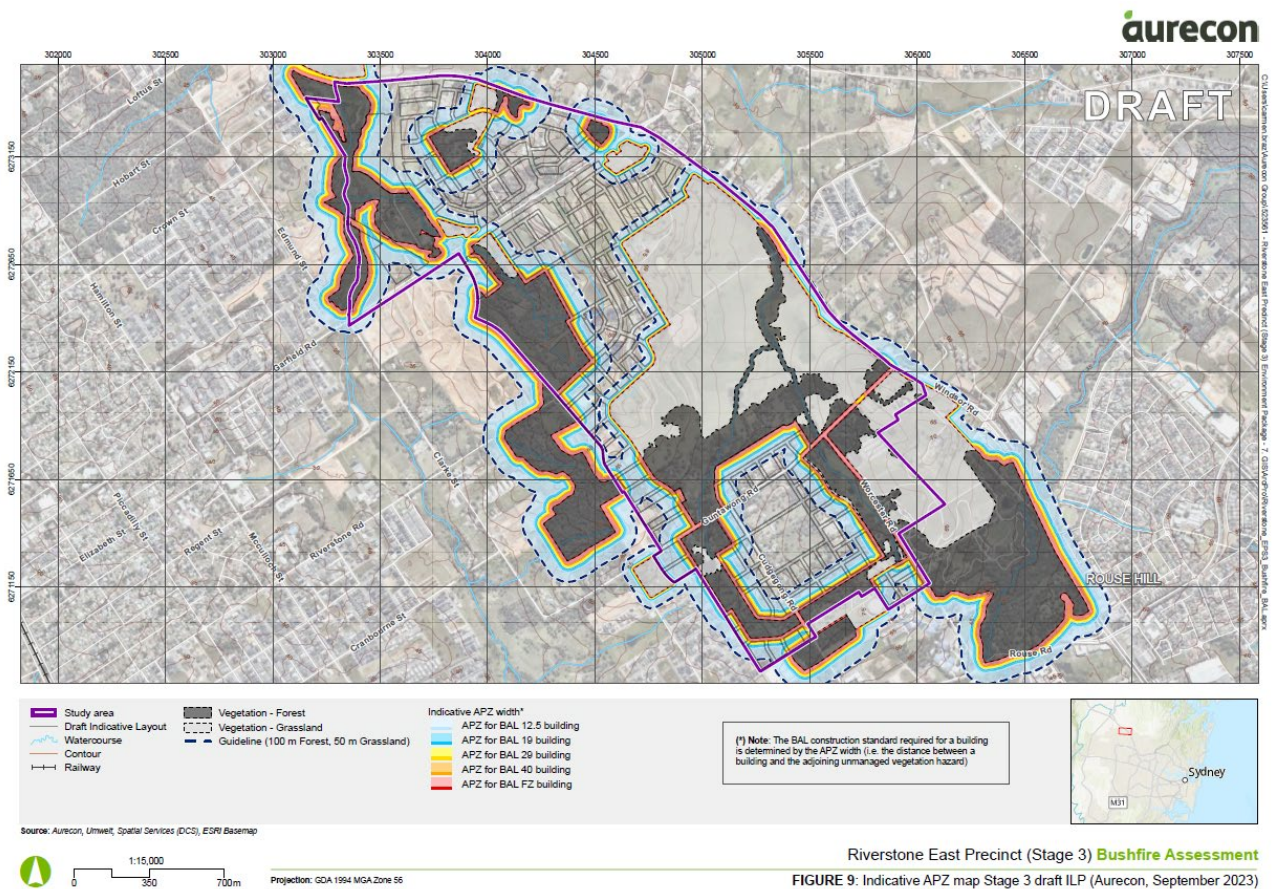 aurecon
302000 302500 303000 303500 304000 304500 305000 305500 306000 306500 307000 307500
DRAFT
Loftus St
6273150
Hobart St
Crown St
Edmund St
6272650
Hamilton St
Garfield Rd
6272150
Windsor Rd
Clarke St
6271650
Guntawong Rd
Worcester Rd
Piccadilly St
Elizabeth St
Regent St
Mcculloch St
Riverstone Rd
Cudgegong Rd
6271150
ROUSE HILL
Cranbourne St
Rouse Rd
Study area
Draft Indicative Layout
Watercourse
Contour
Railway
Vegetation - Forest
Vegetation - Grassland
Guideline (100 m Forest, 50 m Grassland)
Indicative APZ width*
APZ for BAL 12.5 building
APZ for BAL 19 building
APZ for BAL 29 building
APZ for BAL 40 building
APZ for BAL FZ building
(*) Note: The BAL construction standard required for a building
is determined by the APZ width (i.e. the distance between a
building and the adjoining unmanaged vegetation hazard)
Sydney
M31
Source: Aurecon, Umwelt, Spatial Services (DCS), ESRI Basemap
1:15,000
0 350 700m
Projection: GDA 1994 MGA Zone 56
Riverstone East Precinct (Stage 3) Bushfire Assessment
FIGURE 9: Indicative APZ map Stage 3 draft ILP (Aurecon, September 2023)